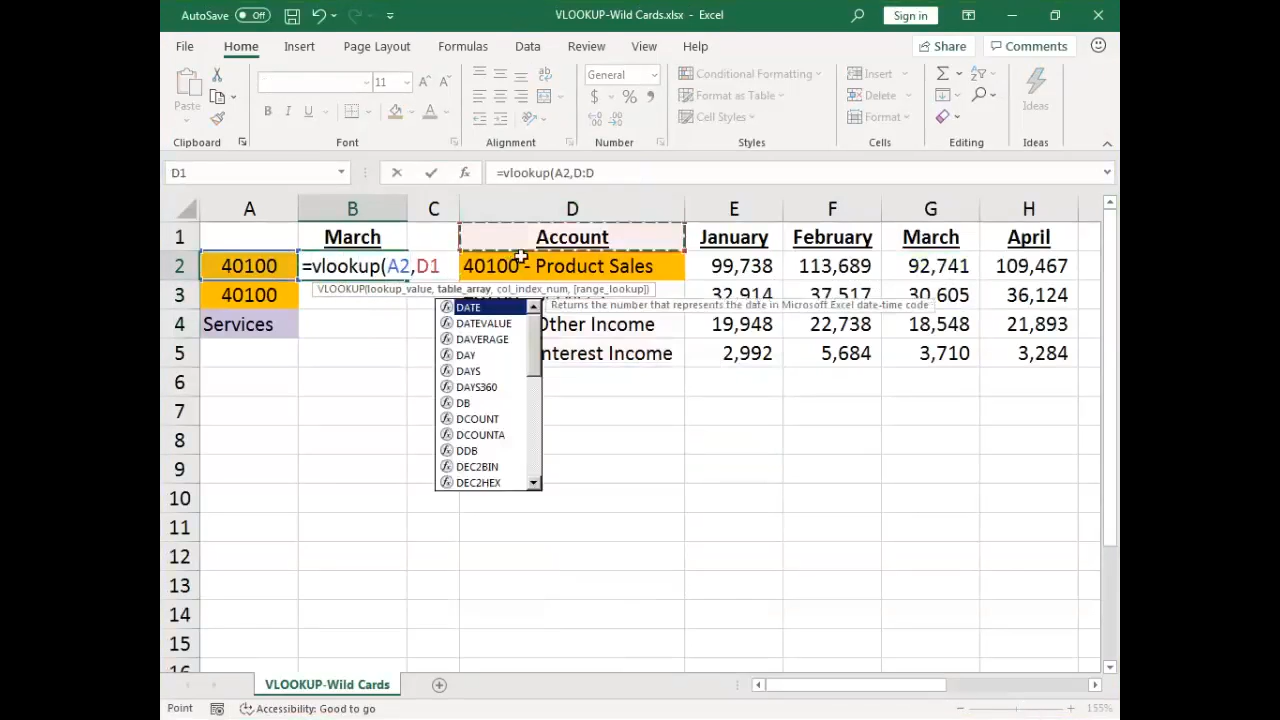 AutoSave Off VLOOKUP-Wild Cards.xlsx - Excel Sign in
File Home Insert Page Layout Formulas Data Review View Help Share Comments
General Conditional Formatting Insert
Paste B I U A $ % Format as Table Delete Ideas
11 Cell Styles Format
Clipboard Font Alignment Number Styles Cells Editing Ideas
D1 fx =vlookup(A2,D:D
A B C D E F G H
1 March Account January February March April
2 40100 =vlookup(A2,D1 40100 - Product Sales 99,738 113,689 92,741 109,467
VLOOKUP(lookup_value, table_array, col_index_num, [range_lookup])
3 40100 32,914 37,517 30,605 36,124
DATE Returns the number that represents the date in Microsoft Excel date-time code
4 Services DATEVALUE Other Income 19,948 22,738 18,548 21,893
DAVERAGE
5 DAY Interest Income 2,992 5,684 3,710 3,284
DAYS
6 DAYS360
DB
7 DCOUNT
8 DCOUNTA
DDB
9 DEC2BIN
DEC2HEX
10
11
12
13
14
15
16
VLOOKUP-Wild Cards
Point Accessibility: Good to go 155%